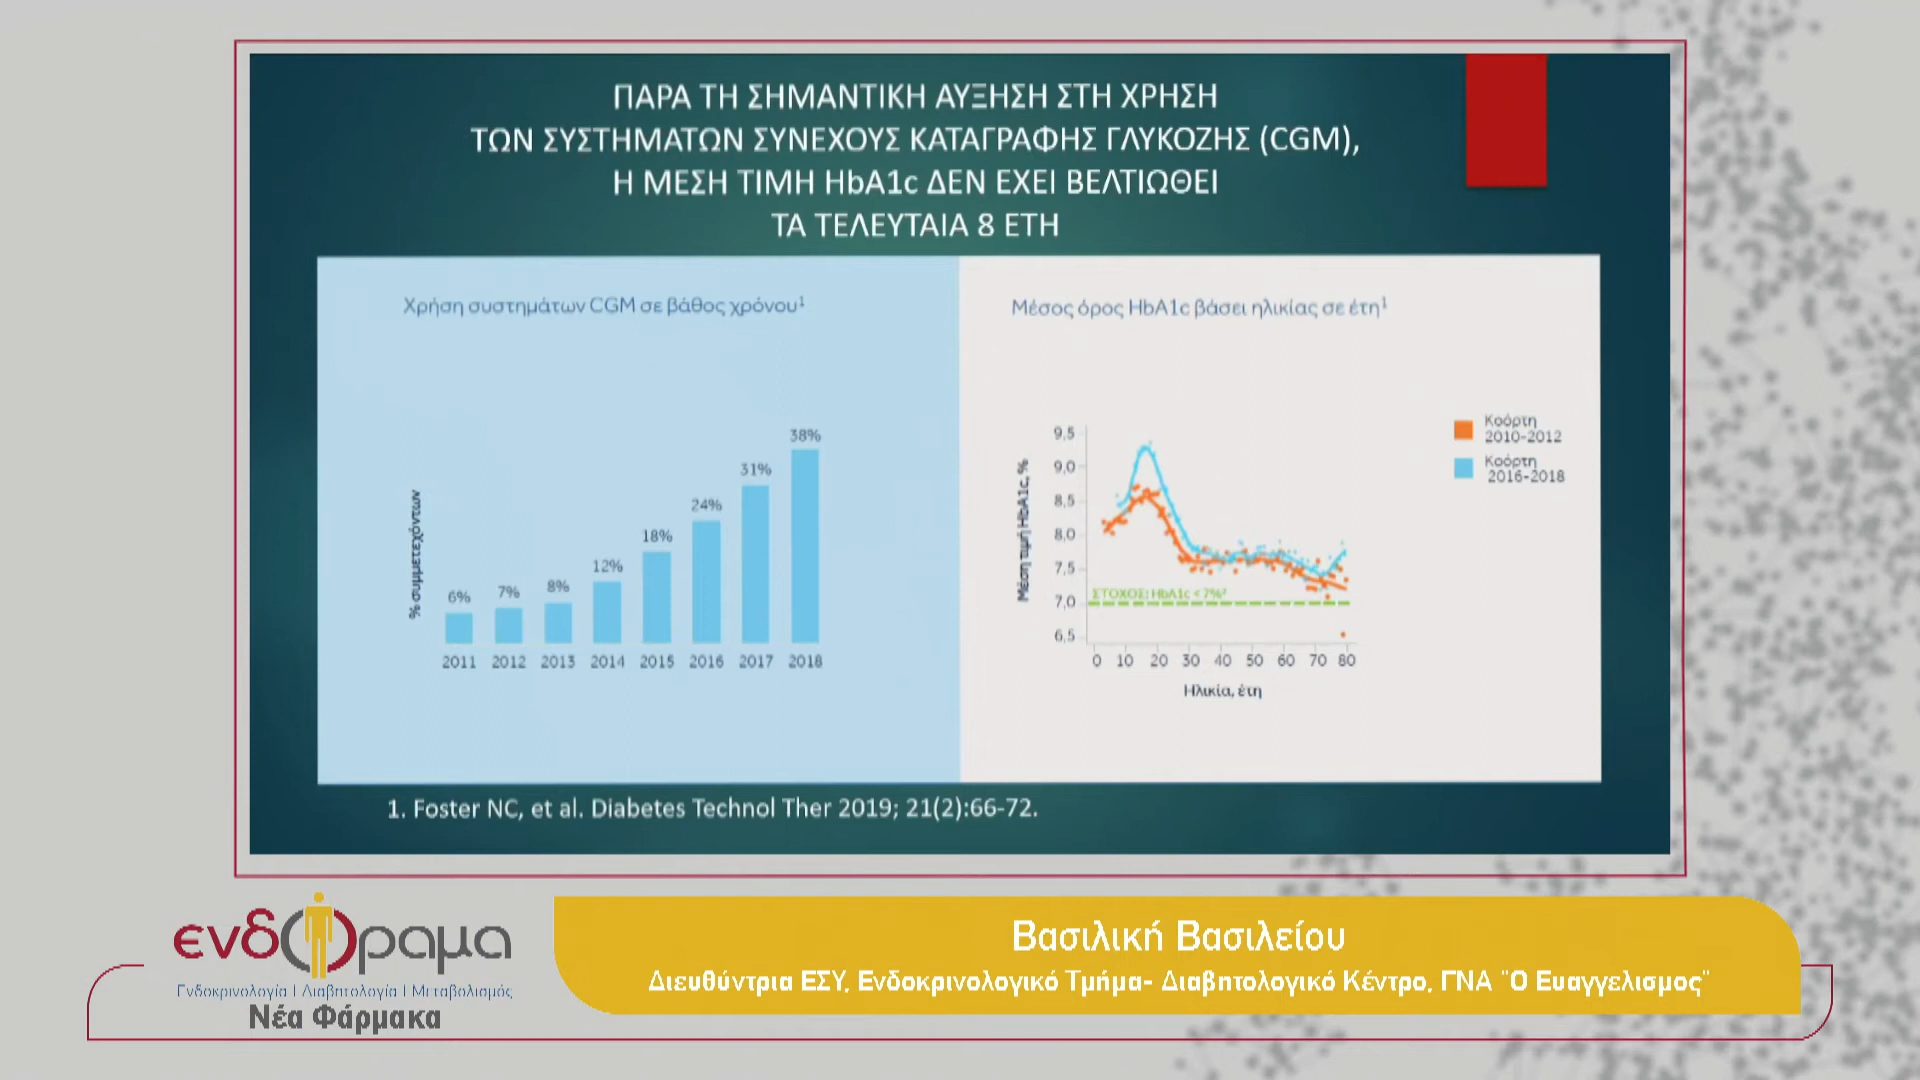 ΠΑΡΑ ΤΗ ΣΗΜΑΝΤΙΚΗ ΑΥΞΗΣΗ ΣΤΗ ΧΡΗΣΗ
ΤΩΝ ΣΥΣΤΗΜΑΤΩΝ ΣΥΝΕΧΟΥΣ ΚΑΤΑΓΡΑΦΗΣ ΓΛΥΚΟΖΗΣ (CGM),
Η ΜΕΣΗ ΤΙΜΗ HbA1c ΔΕΝ ΕΧΕΙ ΒΕΛΤΙΩΘΕΙ
ΤΑ ΤΕΛΕΥΤΑΙΑ 8 ΕΤΗ
Χρήση συστημάτων CGM σε βάθος χρόνου¹
% συμμετεχόντων
6% 7% 8% 12% 18% 24% 31% 38%
2011 2012 2013 2014 2015 2016 2017 2018
Μέσος όρος HbA1c βάσει ηλικίας σε έτη¹
Μέση τιμή HbA1c, %
9,5
9,0
8,5
8,0
7,5
7,0
6,5
ΣΤΟΧΟΣ: HbA1c < 7%²
0 10 20 30 40 50 60 70 80
Ηλικία, έτη
Κοόρτη
2010-2012
Κοόρτη
2016-2018
1. Foster NC, et al. Diabetes Technol Ther 2019; 21(2):66-72.
ενδΟραμα
Ενδοκρινολογία | Διαβητολογία | Μεταβολισμός
Νέα Φάρμακα
Βασιλική Βασιλείου
Διευθύντρια ΕΣΥ, Ενδοκρινολογικό Τμήμα- Διαβητολογικό Κέντρο, ΓΝΑ "Ο Ευαγγελισμος"